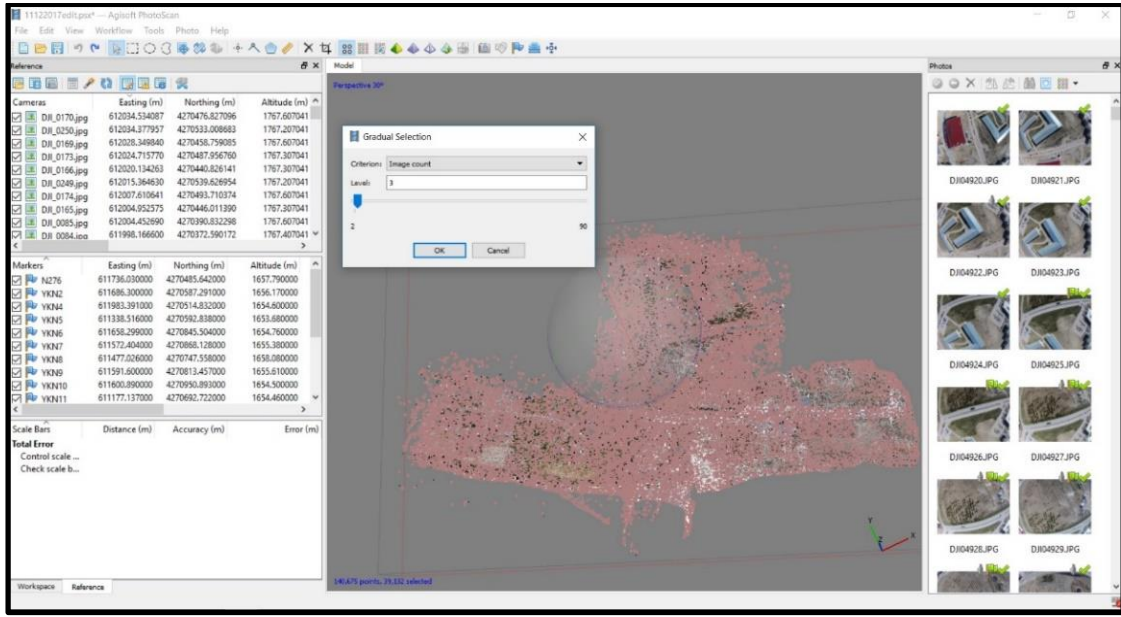 11122017edit.psx* — Agisoft PhotoScan
File Edit View Workflow Tools Photo Help
Reference
Cameras Easting (m) Northing (m) Altitude (m)
DJI_0170.jpg 612034.534087 4270476.827096 1767.607041
DJI_0250.jpg 612034.377957 4270533.008683 1767.207041
DJI_0169.jpg 612028.349840 4270458.759085 1767.607041
DJI_0173.jpg 612024.715770 4270487.956760 1767.307041
DJI_0166.jpg 612020.134263 4270440.826141 1767.307041
DJI_0249.jpg 612015.364630 4270539.626954 1767.207041
DJI_0174.jpg 612007.610641 4270493.710374 1767.607041
DJI_0165.jpg 612004.952575 4270446.011390 1767.307041
DJI_0085.jpg 612004.452690 4270390.832298 1767.607041
DJI_0084.jpg 611998.166600 4270372.590172 1767.407041
Markers Easting (m) Northing (m) Altitude (m)
N276 611736.030000 4270485.642000 1657.790000
YKN2 611686.300000 4270587.291000 1656.170000
YKN4 611983.391000 4270514.832000 1654.600000
YKN5 611338.516000 4270592.838000 1653.680000
YKN6 611658.299000 4270845.504000 1654.760000
YKN7 611572.404000 4270868.128000 1655.380000
YKN8 611477.026000 4270747.558000 1658.080000
YKN9 611591.600000 4270813.457000 1655.610000
YKN10 611600.890000 4270950.893000 1654.500000
YKN11 611177.137000 4270692.722000 1654.460000
Scale Bars Distance (m) Accuracy (m) Error (m)
Total Error
Control scale ...
Check scale b...
Workspace Reference
Model
Perspective 30°
Gradual Selection
Criterion: Image count
Level: 3
2 90
OK Cancel
Y
Z
X
points, selected
Photos
DJI04920.JPG DJI04921.JPG
DJI04922.JPG DJI04923.JPG
DJI04924.JPG DJI04925.JPG
DJI04926.JPG DJI04927.JPG
DJI04928.JPG DJI04929.JPG